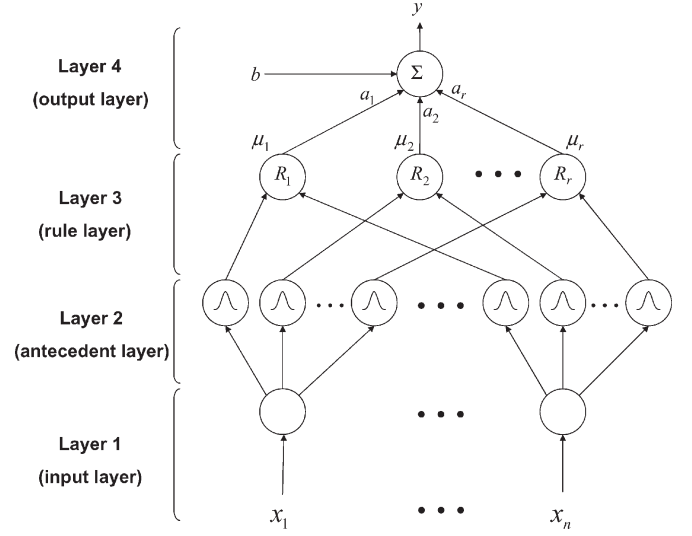 y
Layer 4
(output layer)
b
Σ
a₁
a₂
aᵣ
μ₁
μ₂
μᵣ
Layer 3
(rule layer)
R₁
R₂
• • •
Rᵣ
Layer 2
(antecedent layer)
• • •
• • •
• • •
Layer 1
(input layer)
• • •
x₁
• • •
xₙ